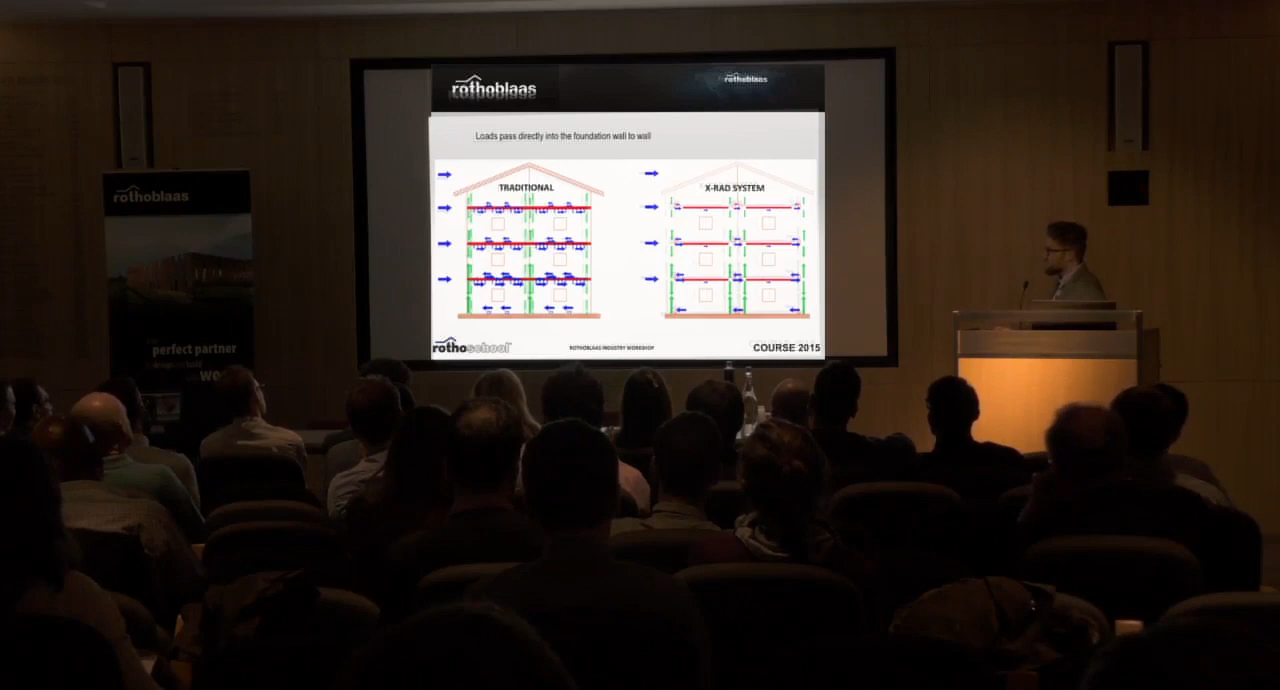 rothoblaas
rothoblaas
Loads pass directly into the foundation wall to wall
TRADITIONAL
X-RAD SYSTEM
rothoschool
ROTHOBLAAS INDUSTRY WORKSHOP
COURSE 2015
rothoblaas
perfect partner